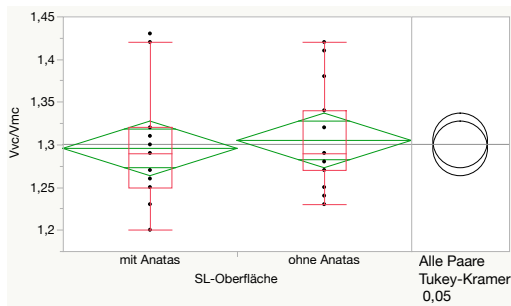 1,45
1,4
1,35
1,3
1,25
1,2
Vvc/Vmc
mit Anatas
ohne Anatas
SL-Oberfläche
Alle Paare
Tukey-Kramer
0,05